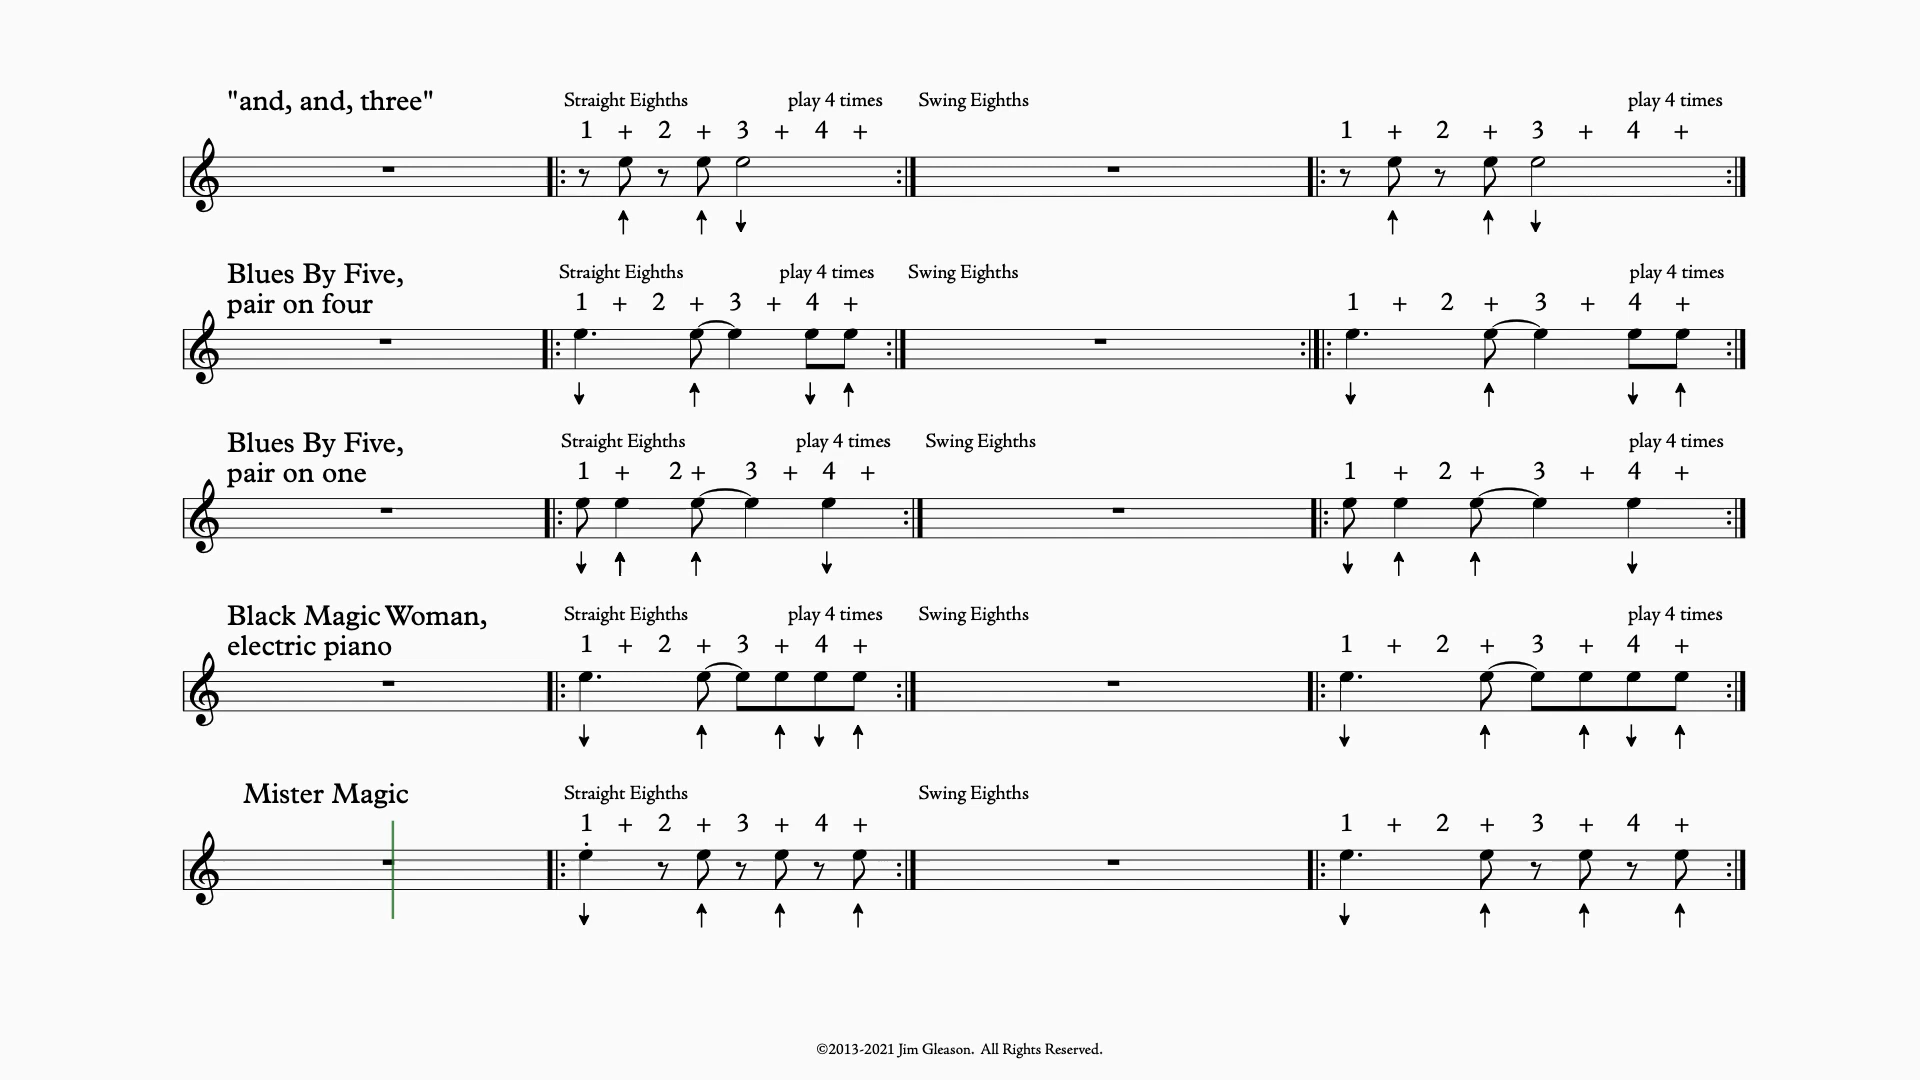 "and, and, three" Straight Eighths play 4 times Swing Eighths play 4 times
1 + 2 + 3 + 4 + 1 + 2 + 3 + 4 +
Blues By Five, Straight Eighths play 4 times Swing Eighths play 4 times
pair on four 1 + 2 + 3 + 4 + 1 + 2 + 3 + 4 +
Blues By Five, Straight Eighths play 4 times Swing Eighths play 4 times
pair on one 1 + 2 + 3 + 4 + 1 + 2 + 3 + 4 +
Black Magic Woman, Straight Eighths play 4 times Swing Eighths play 4 times
electric piano 1 + 2 + 3 + 4 + 1 + 2 + 3 + 4 +
Mister Magic Straight Eighths Swing Eighths
1 + 2 + 3 + 4 + 1 + 2 + 3 + 4 +
©2013-2021 Jim Gleason. All Rights Reserved.